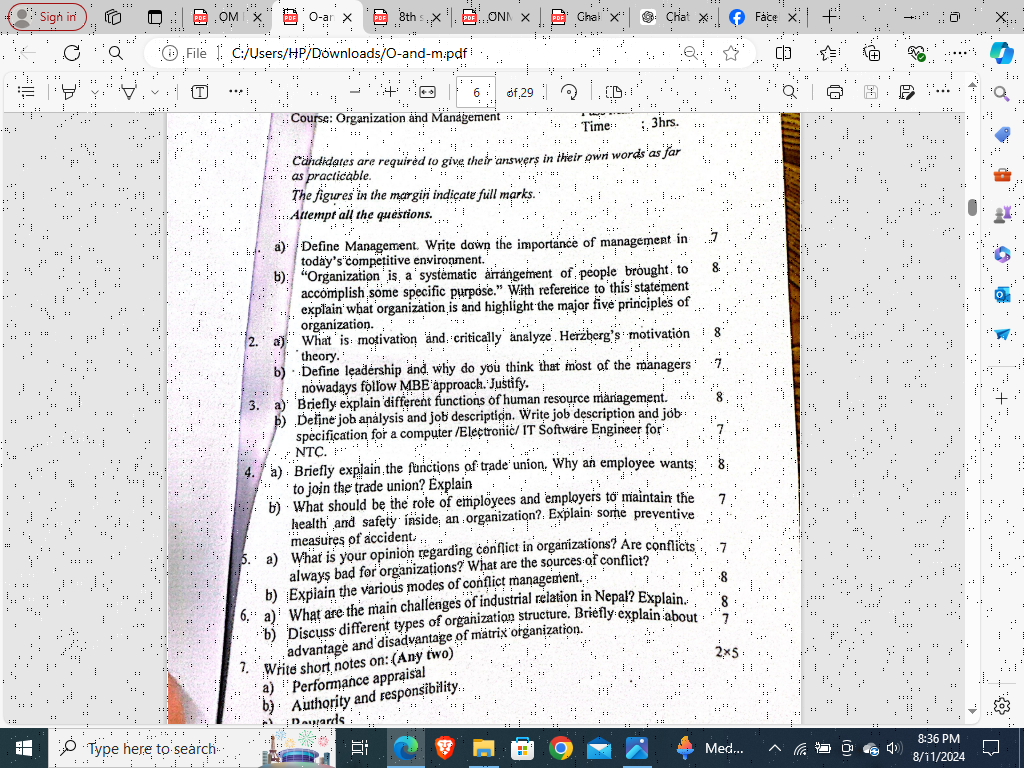 Sign in
OM
O-ar
8th s
ONN
Chal
Chat
Face
File
C:/Users/HP/Downloads/O-and-m.pdf
6 of 29
Course: Organization and Management
Time : 3hrs.
Candidates are required to give their answers in their own words as far
as practicable.
The figures in the margin indicate full marks.
Attempt all the questions.
a) Define Management. Write down the importance of management in 7
today's competitive environment.
b) "Organization is a systematic arrangement of people brought to 8
accomplish some specific purpose." With reference to this statement
explain what organization is and highlight the major five principles of
organization.
2. a) What is motivation and critically analyze Herzberg's motivation 8
theory.
b) Define leadership and why do you think that most of the managers 7
nowadays follow MBE approach. Justify.
3. a) Briefly explain different functions of human resource management. 8
b) Define job analysis and job description. Write job description and job
specification for a computer /Electronic/ IT Software Engineer for 7
NTC.
4. a) Briefly explain the functions of trade union. Why an employee wants 8
to join the trade union? Explain
b) What should be the role of employees and employers to maintain the 7
health and safety inside an organization? Explain some preventive
measures of accident.
5. a) What is your opinion regarding conflict in organizations? Are conflicts 7
always bad for organizations? What are the sources of conflict?
b) Explain the various modes of conflict management. 8
6. a) What are the main challenges of industrial relation in Nepal? Explain. 8
b) Discuss different types of organization structure. Briefly explain about 7
advantage and disadvantage of matrix organization.
7. Write short notes on: (Any two) 2×5
a) Performance appraisal
b) Authority and responsibility
Rewards
Type here to search
Med...
8:36 PM
8/11/2024